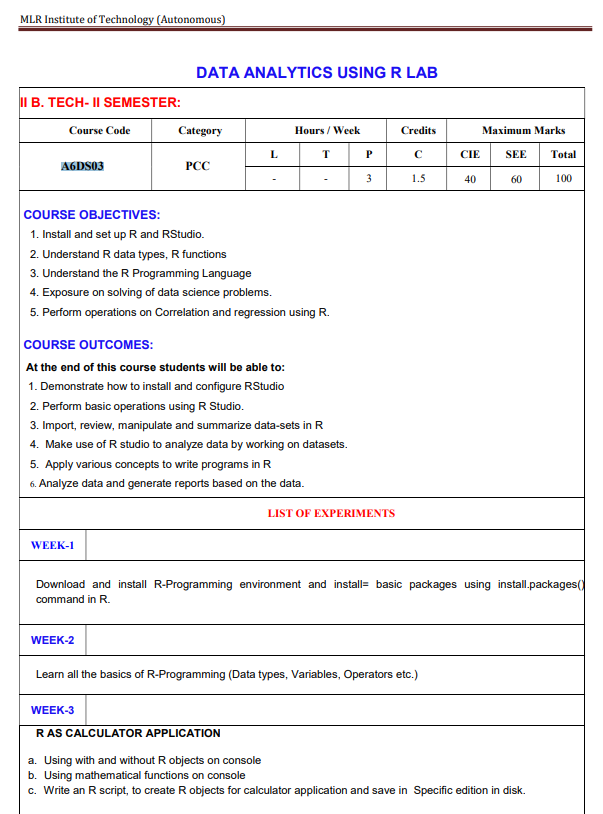 MLR Institute of Technology (Autonomous)
DATA ANALYTICS USING R LAB
II B. TECH- II SEMESTER:
Course Code Category Hours / Week Credits Maximum Marks
A6DS03 PCC L T P C CIE SEE Total
- - 3 1.5 40 60 100
COURSE OBJECTIVES:
1. Install and set up R and RStudio.
2. Understand R data types, R functions
3. Understand the R Programming Language
4. Exposure on solving of data science problems.
5. Perform operations on Correlation and regression using R.
COURSE OUTCOMES:
At the end of this course students will be able to:
1. Demonstrate how to install and configure RStudio
2. Perform basic operations using R Studio.
3. Import, review, manipulate and summarize data-sets in R
4. Make use of R studio to analyze data by working on datasets.
5. Apply various concepts to write programs in R
6. Analyze data and generate reports based on the data.
LIST OF EXPERIMENTS
WEEK-1
Download and install R-Programming environment and install= basic packages using install.packages()
command in R.
WEEK-2
Learn all the basics of R-Programming (Data types, Variables, Operators etc.)
WEEK-3
R AS CALCULATOR APPLICATION
a. Using with and without R objects on console
b. Using mathematical functions on console
c. Write an R script, to create R objects for calculator application and save in Specific edition in disk.